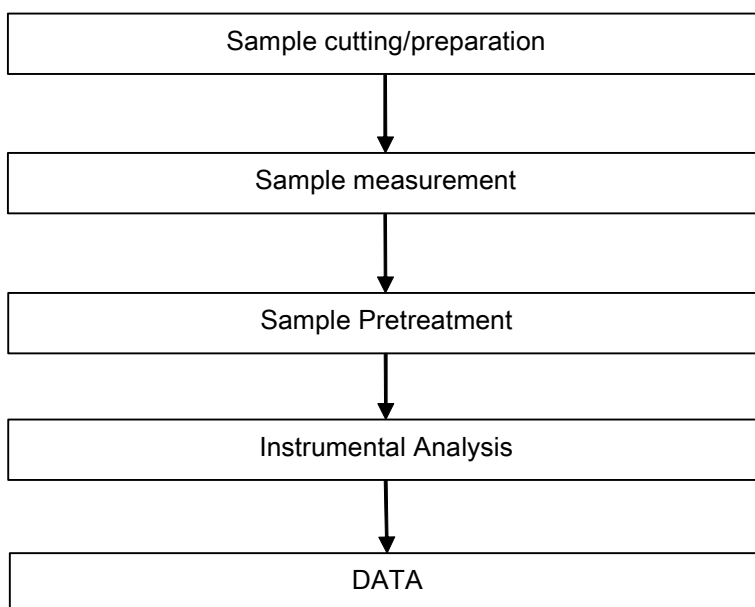 Sample cutting/preparation
Sample measurement
Sample Pretreatment
Instrumental Analysis
DATA